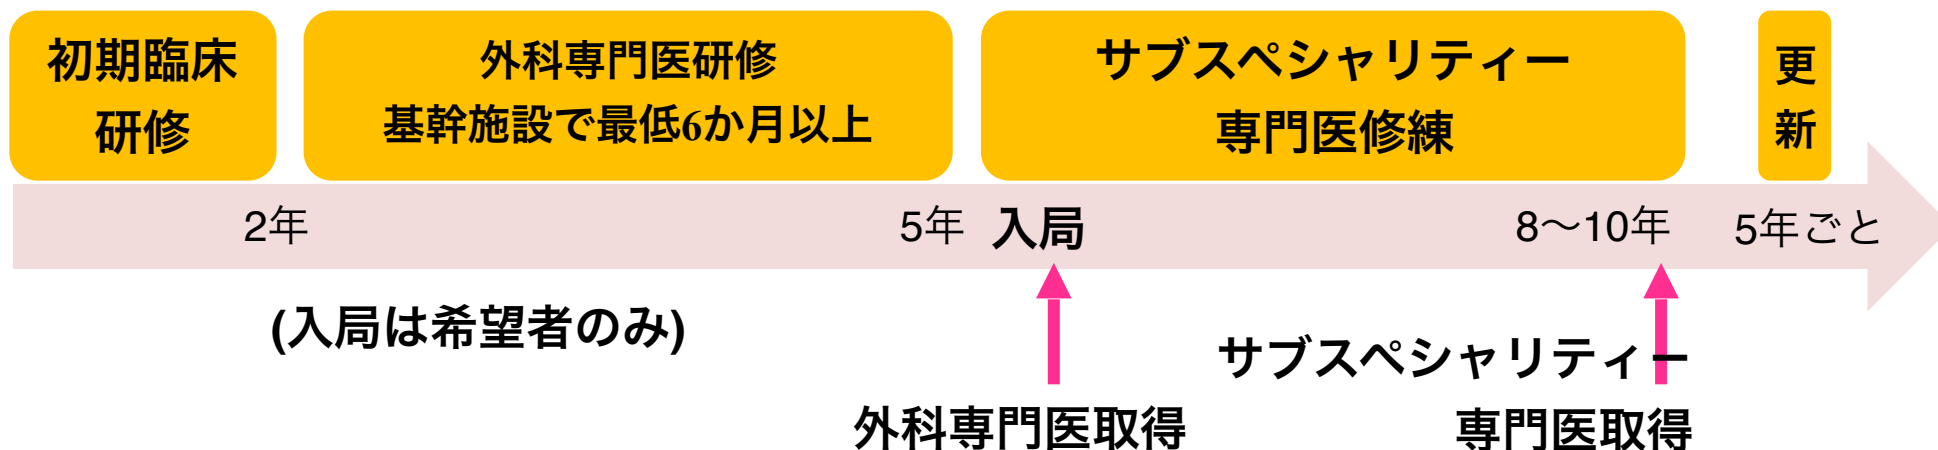 初期臨床
研修
外科専門医研修
基幹施設で最低6か月以上
サブスペシャリティー
専門医修練
更
新
2年
5年
入局
8～10年
5年ごと
(入局は希望者のみ)
外科専門医取得
サブスペシャリティー
専門医取得